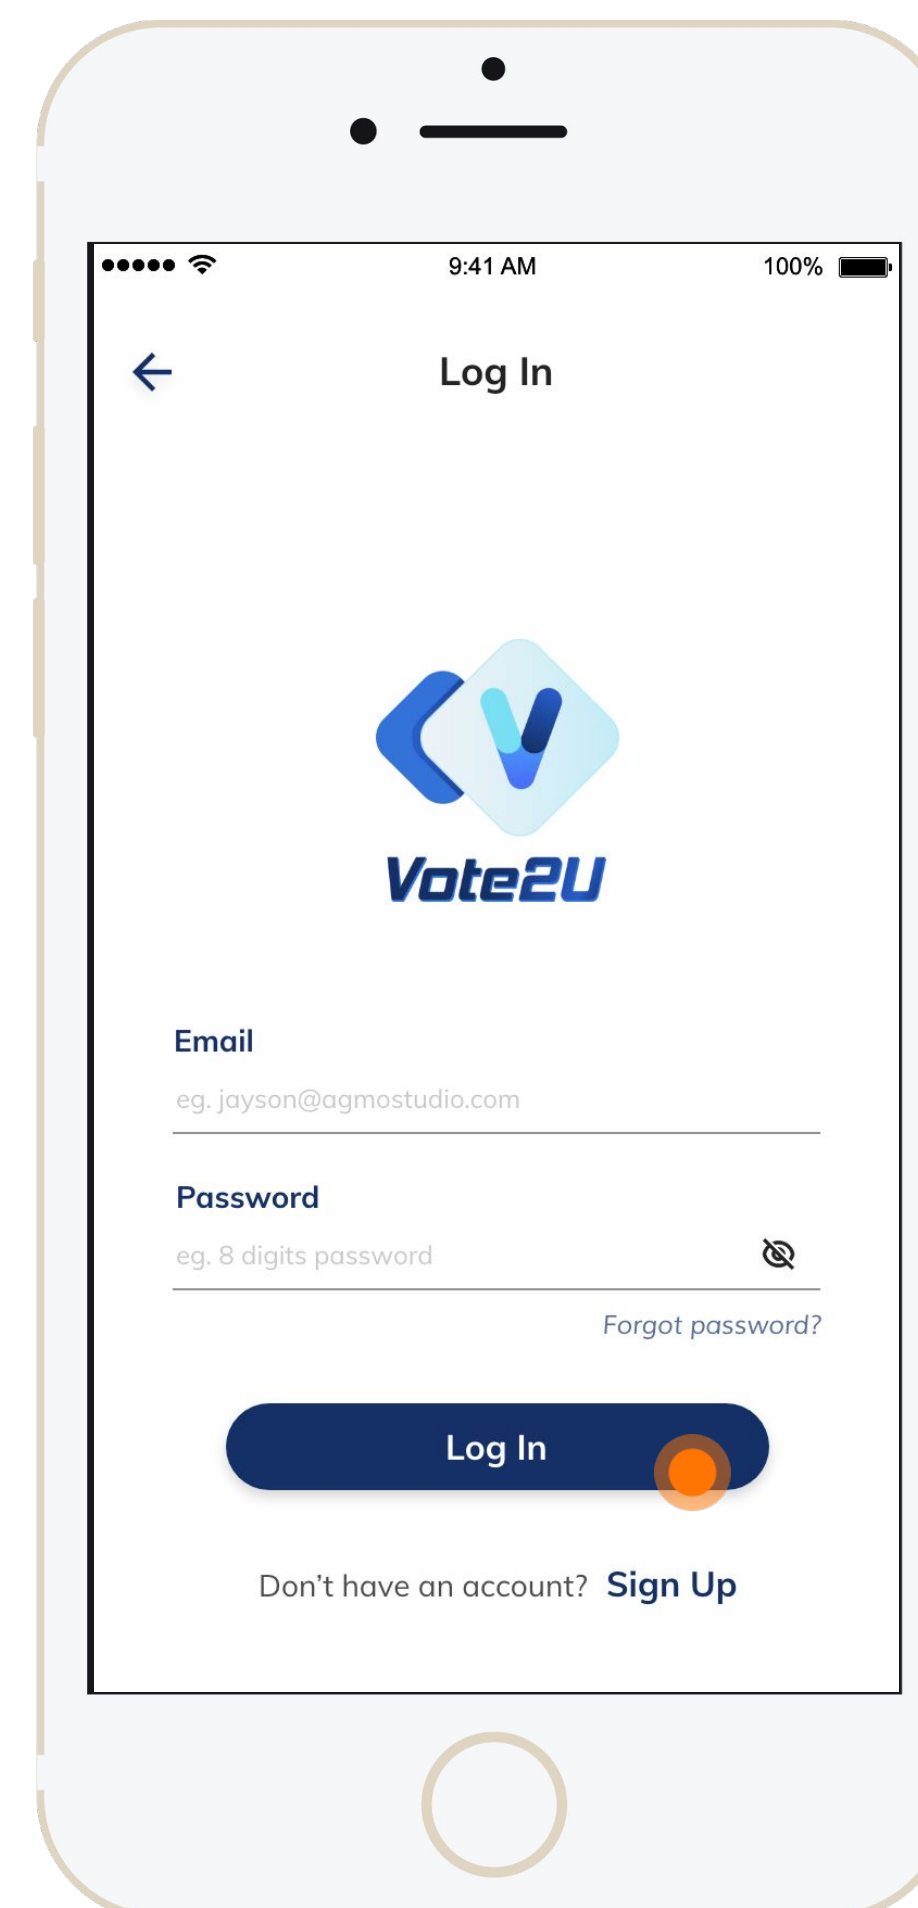 9:41 AM 100%
Log In
Vote2U
Email
eg. jayson@agmostudio.com
Password
eg. 8 digits password
Forgot password?
Log In
Don't have an account? Sign Up